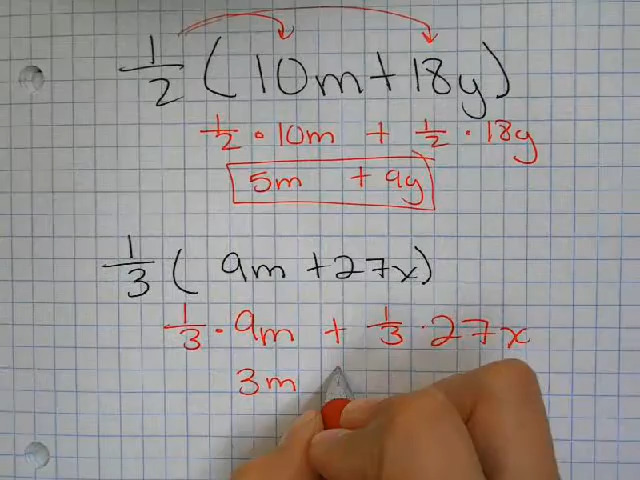 1/2 (10m+18y)
1/2 · 10m + 1/2 · 18y
5m + 9y
1/3 ( 9m +27x)
1/3 · 9m + 1/3 · 27x
3m